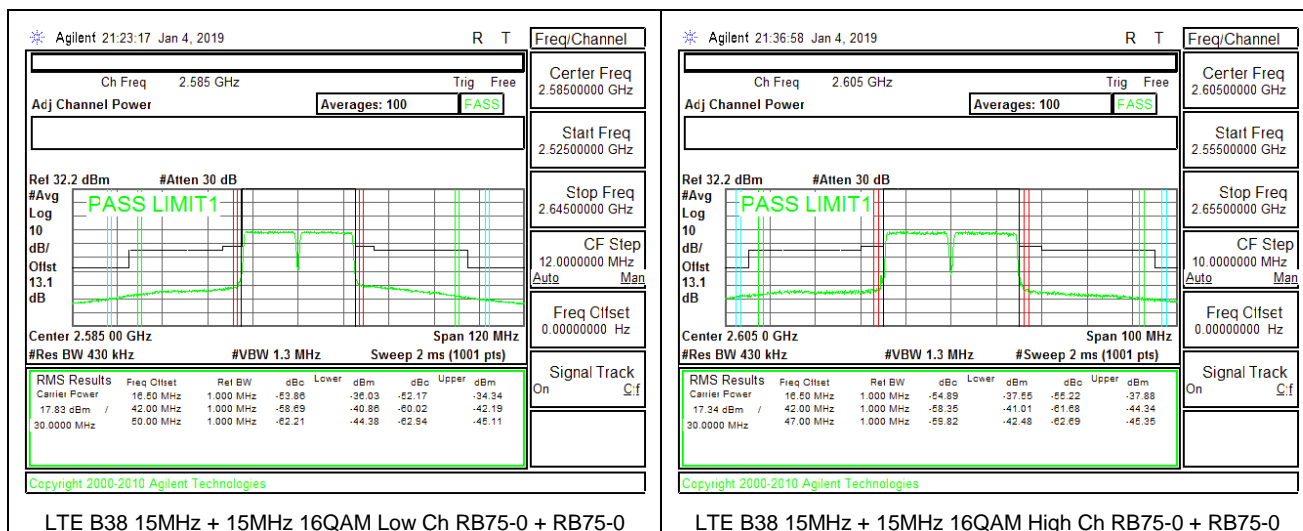 Agilent 21:23:17 Jan 4, 2019 R T
Freq/Channel
Ch Freq 2.585 GHz Trig Free
Adj Channel Power Averages: 100 PASS
Center Freq
2.58500000 GHz
Start Freq
2.52500000 GHz
Ref 32.2 dBm #Atten 30 dB
#Avg
Log
10
dB/
Offst
13.1
dB
PASS LIMIT1
Stop Freq
2.64500000 GHz
CF Step
12.0000000 MHz
Auto Man
Freq Offset
0.00000000 Hz
Center 2.585 00 GHz Span 120 MHz
#Res BW 430 kHz #VBW 1.3 MHz Sweep 2 ms (1001 pts)
Signal Track
On Off
RMS Results Freq Offset Ref BW dBc Lower dBm dBc Upper dBm
Carrier Power 16.50 MHz 1.000 MHz -53.86 -36.03 -52.17 -34.34
17.83 dBm / 42.00 MHz 1.000 MHz -58.69 -40.86 -60.02 -42.19
30.0000 MHz 50.00 MHz 1.000 MHz -62.21 -44.38 -62.94 -45.11
Copyright 2000-2010 Agilent Technologies
LTE B38 15MHz + 15MHz 16QAM Low Ch RB75-0 + RB75-0
Agilent 21:36:58 Jan 4, 2019 R T
Freq/Channel
Ch Freq 2.605 GHz Trig Free
Adj Channel Power Averages: 100 PASS
Center Freq
2.60500000 GHz
Start Freq
2.55500000 GHz
Ref 32.2 dBm #Atten 30 dB
#Avg
Log
10
dB/
Offst
13.1
dB
PASS LIMIT1
Stop Freq
2.65500000 GHz
CF Step
10.0000000 MHz
Auto Man
Freq Offset
0.00000000 Hz
Center 2.605 0 GHz Span 100 MHz
#Res BW 430 kHz #VBW 1.3 MHz #Sweep 2 ms (1001 pts)
Signal Track
On Off
RMS Results Freq Offset Ref BW dBc Lower dBm dBc Upper dBm
Carrier Power 16.50 MHz 1.000 MHz -54.89 -37.55 -55.22 -37.88
17.34 dBm / 42.00 MHz 1.000 MHz -58.35 -41.01 -61.68 -44.34
30.0000 MHz 47.00 MHz 1.000 MHz -59.82 -42.48 -62.69 -45.35
Copyright 2000-2010 Agilent Technologies
LTE B38 15MHz + 15MHz 16QAM High Ch RB75-0 + RB75-0